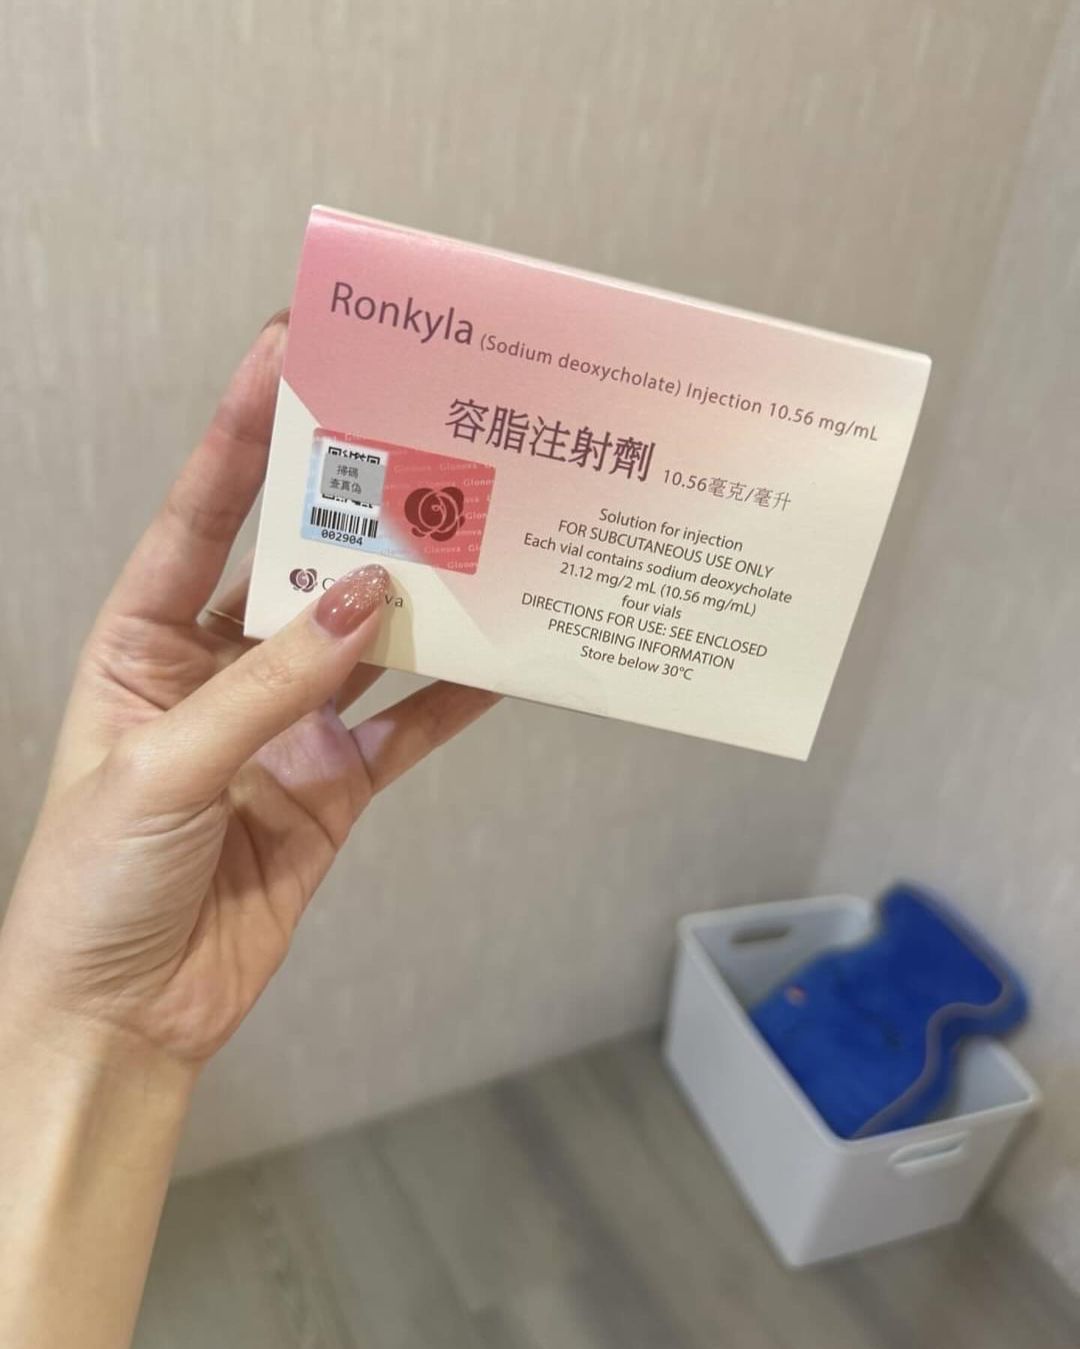 Ronkyla (Sodium deoxycholate) Injection 10.56 mg/mL
容脂注射劑 10.56毫克/毫升
掃碼
查真偽
002904
Glonova Glonova
Solution for injection
FOR SUBCUTANEOUS USE ONLY
Each vial contains sodium deoxycholate
21.12 mg/2 mL (10.56 mg/mL)
four vials
DIRECTIONS FOR USE: SEE ENCLOSED
PRESCRIBING INFORMATION
Store below 30°C